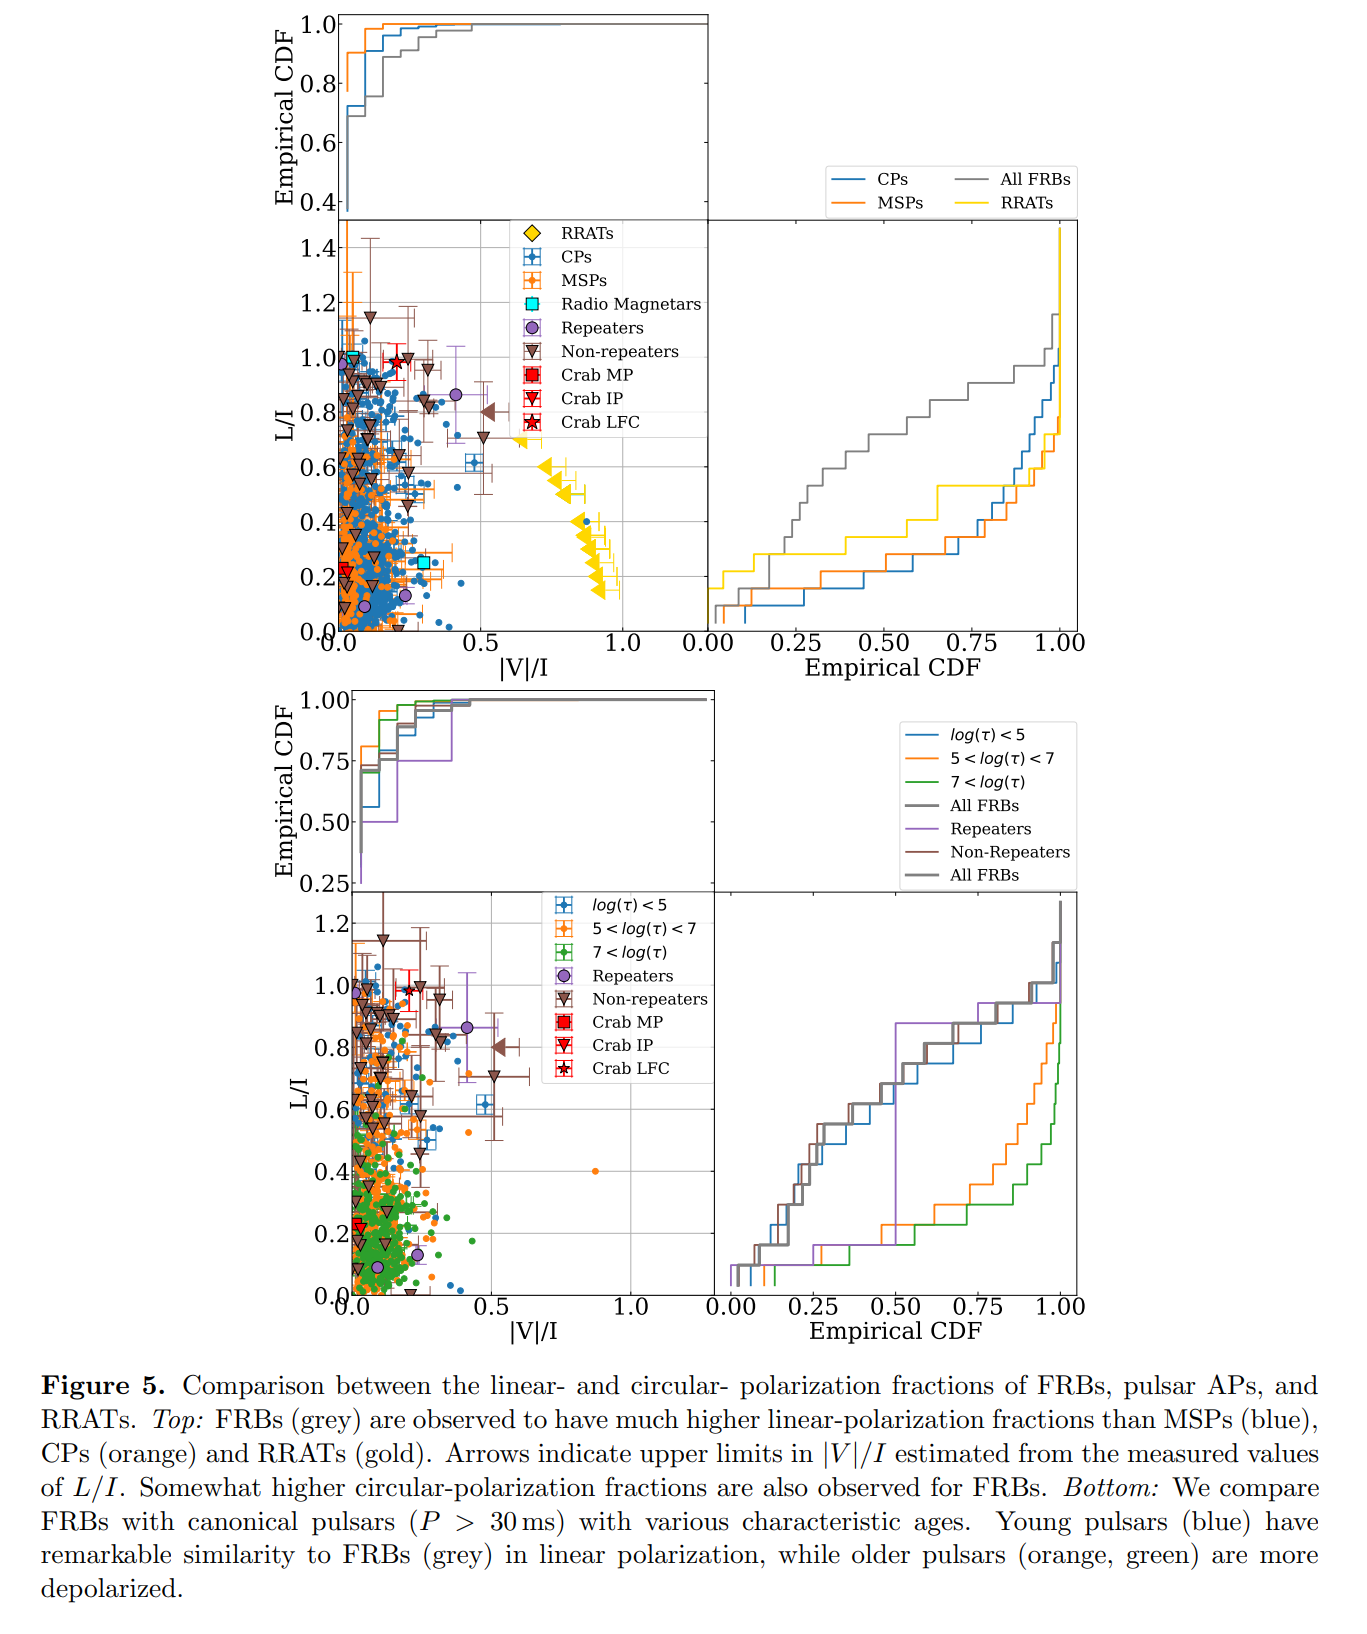 Empirical CDF
1.0
0.8
0.6
0.4
CPs
MSPs
All FRBs
RRATs
L/I
1.4
1.2
1.0
0.8
0.6
0.4
0.2
0.0
RRATs
CPs
MSPs
Radio Magnetars
Repeaters
Non-repeaters
Crab MP
Crab IP
Crab LFC
0.0
0.5
1.0
|V|/I
0.00
0.25
0.50
0.75
1.00
Empirical CDF
Empirical CDF
1.00
0.75
0.50
0.25
log(τ) < 5
5 < log(τ) < 7
7 < log(τ)
All FRBs
Repeaters
Non-Repeaters
All FRBs
L/I
1.2
1.0
0.8
0.6
0.4
0.2
0.0
log(τ) < 5
5 < log(τ) < 7
7 < log(τ)
Repeaters
Non-repeaters
Crab MP
Crab IP
Crab LFC
0.0
0.5
1.0
|V|/I
0.00
0.25
0.50
0.75
1.00
Empirical CDF
Figure 5. Comparison between the linear- and circular- polarization fractions of FRBs, pulsar APs, and
RRATs. Top: FRBs (grey) are observed to have much higher linear-polarization fractions than MSPs (blue),
CPs (orange) and RRATs (gold). Arrows indicate upper limits in |V|/I estimated from the measured values
of L/I. Somewhat higher circular-polarization fractions are also observed for FRBs. Bottom: We compare
FRBs with canonical pulsars (P > 30 ms) with various characteristic ages. Young pulsars (blue) have
remarkable similarity to FRBs (grey) in linear polarization, while older pulsars (orange, green) are more
depolarized.